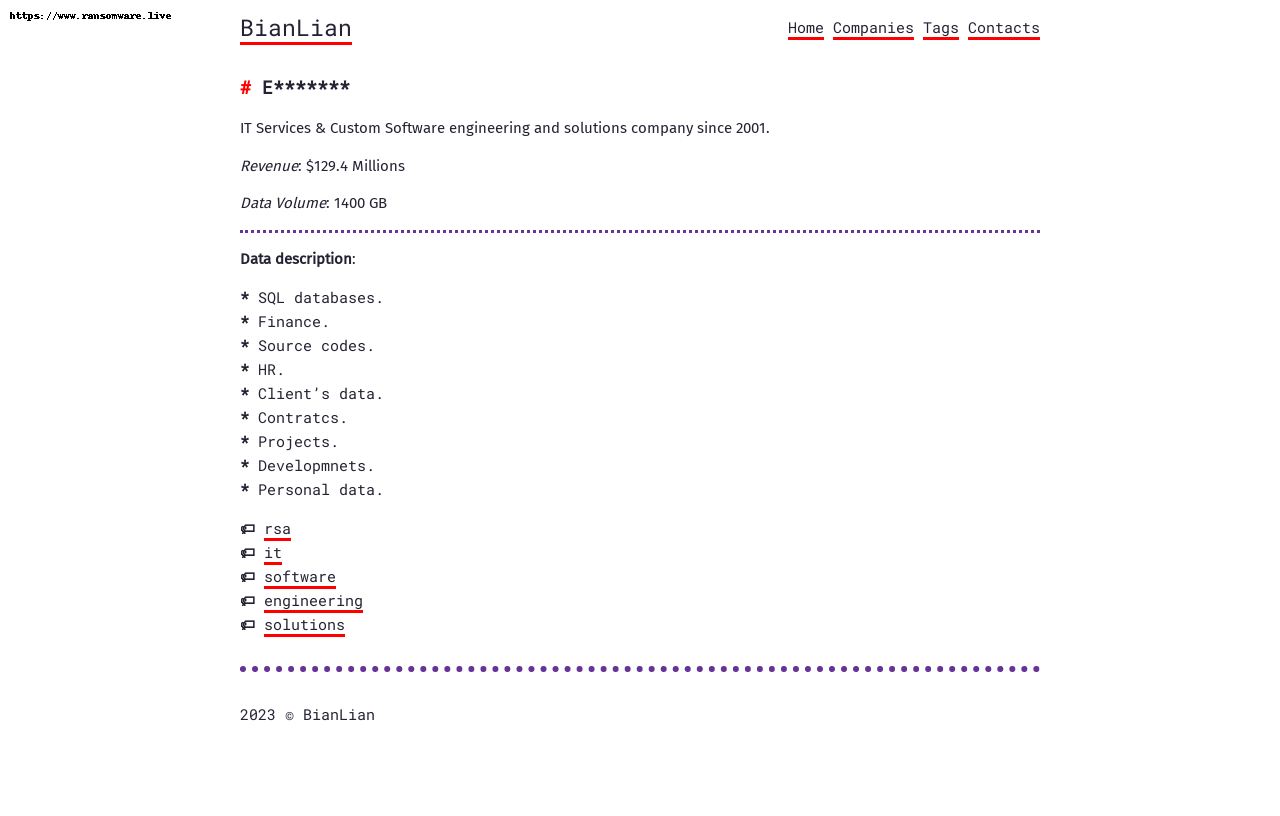 https://www.ransomware.live
BianLian
Home Companies Tags Contacts
# E*******
IT Services & Custom Software engineering and solutions company since 2001.
Revenue: $129.4 Millions
Data Volume: 1400 GB
Data description:
* SQL databases.
* Finance.
* Source codes.
* HR.
* Client’s data.
* Contratcs.
* Projects.
* Developmnets.
* Personal data.
rsa
it
software
engineering
solutions
2023 © BianLian